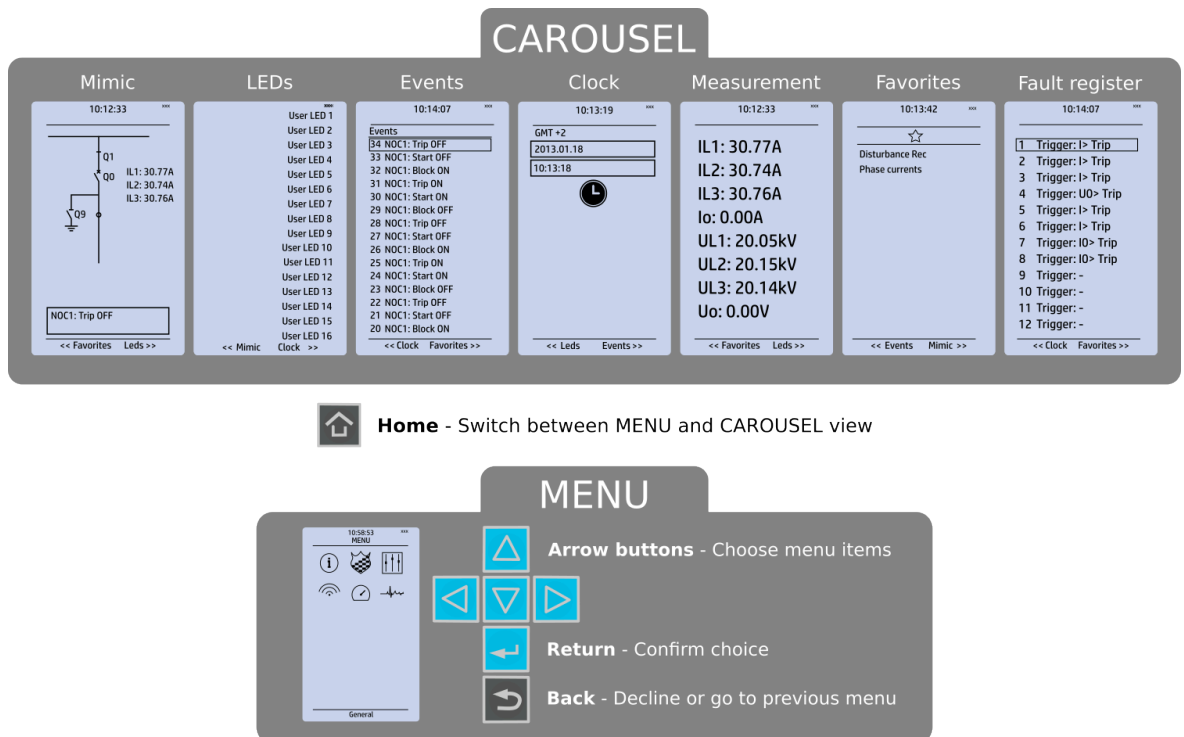 CAROUSEL
Mimic
10:12:33 xxx
Q1
Q0
Q9
IL1: 30.77A
IL2: 30.74A
IL3: 30.76A
NOC1: Trip OFF
<< Favorites Leds >>
LEDs
User LED 1
User LED 2
User LED 3
User LED 4
User LED 5
User LED 6
User LED 7
User LED 8
User LED 9
User LED 10
User LED 11
User LED 12
User LED 13
User LED 14
User LED 15
User LED 16
<< Mimic Clock >>
Events
10:14:07 xxx
Events
34 NOC1: Trip OFF
33 NOC1: Start OFF
32 NOC1: Block ON
31 NOC1: Trip ON
30 NOC1: Start ON
29 NOC1: Block OFF
28 NOC1: Trip OFF
27 NOC1: Start OFF
26 NOC1: Block ON
25 NOC1: Trip ON
24 NOC1: Start ON
23 NOC1: Block OFF
22 NOC1: Trip OFF
21 NOC1: Start OFF
20 NOC1: Block ON
<< Clock Favorites >>
Clock
10:13:19 xxx
GMT +2
2013.01.18
10:13:18
<< Leds Events >>
Measurement
10:12:33 xxx
IL1: 30.77A
IL2: 30.74A
IL3: 30.76A
Io: 0.00A
UL1: 20.05kV
UL2: 20.15kV
UL3: 20.14kV
Uo: 0.00V
<< Favorites Leds >>
Favorites
10:13:42 xxx
Disturbance Rec
Phase currents
<< Events Mimic >>
Fault register
10:14:07 xxx
1 Trigger: I> Trip
2 Trigger: I> Trip
3 Trigger: I> Trip
4 Trigger: U0> Trip
5 Trigger: I> Trip
6 Trigger: I> Trip
7 Trigger: I0> Trip
8 Trigger: I0> Trip
9 Trigger: -
10 Trigger: -
11 Trigger: -
12 Trigger: -
<< Clock Favorites >>
Home - Switch between MENU and CAROUSEL view
MENU
10:58:53 xxx
MENU
i
General
Arrow buttons - Choose menu items
Return - Confirm choice
Back - Decline or go to previous menu